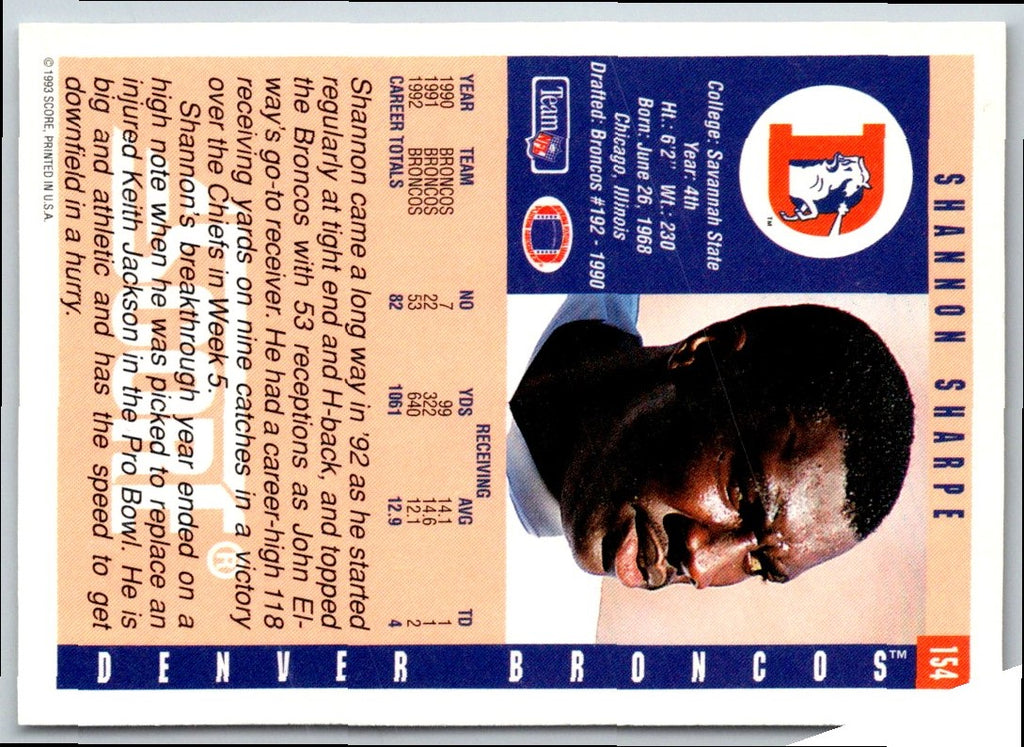 SHANNON SHARPE
154
College: Savannah State
Year: 4th
Ht.: 6'2" Wt.: 230
Born: June 26, 1968
Chicago, Illinois
Drafted: Broncos #192 - 1990
Team NFL
DENVER BRONCOS™
RECEIVING
YEAR TEAM NO YDS AVG TD
1990 BRONCOS 7 99 14.1 1
1991 BRONCOS 22 322 14.6 1
1992 BRONCOS 53 640 12.1 2
CAREER TOTALS 82 1061 12.9 4
Shannon came a long way in '92 as he started
regularly at tight end and H-back, and topped
the Broncos with 53 receptions as John El-
way's go-to receiver. He had a career-high 118
receiving yards on nine catches in a victory
over the Chiefs in Week 5.
Shannon's breakthrough year ended on a
high note when he was picked to replace an
injured Keith Jackson in the Pro Bowl. He is
big and athletic and has the speed to get
downfield in a hurry.
SCORE®
© 1993 SCORE, PRINTED IN U.S.A.